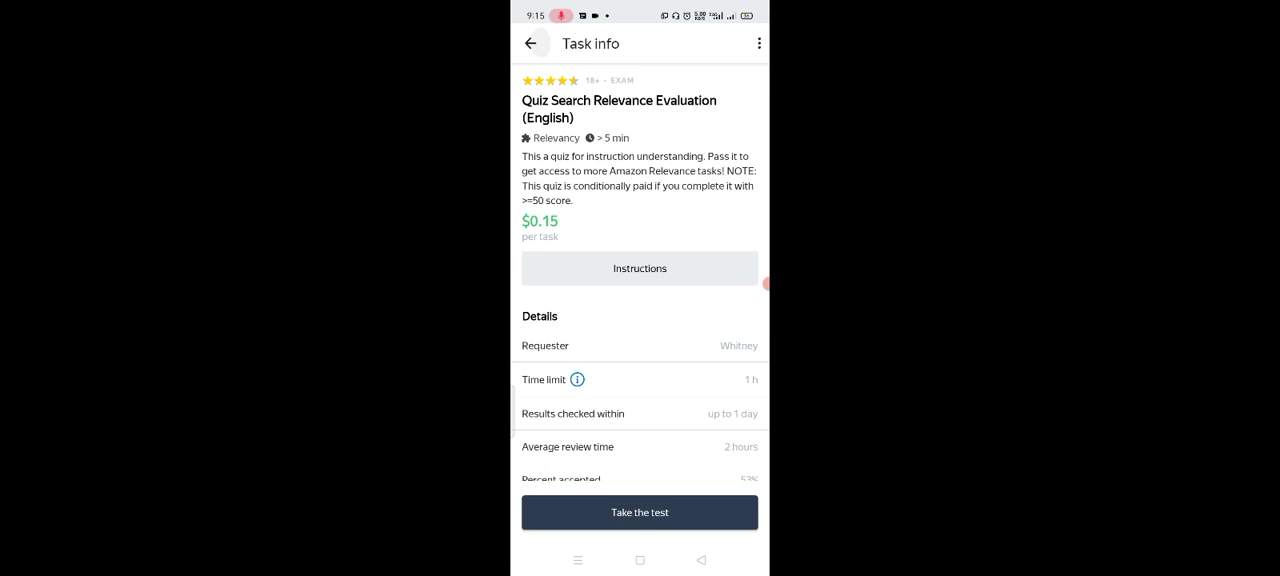 9:15
Task info
18+ • EXAM
Quiz Search Relevance Evaluation
(English)
Relevancy > 5 min
This a quiz for instruction understanding. Pass it to
get access to more Amazon Relevance tasks! NOTE:
This quiz is conditionally paid if you complete it with
>=50 score.
$0.15
per task
Instructions
Details
Requester Whitney
Time limit 1 h
Results checked within up to 1 day
Average review time 2 hours
Percent accepted 53%
Take the test